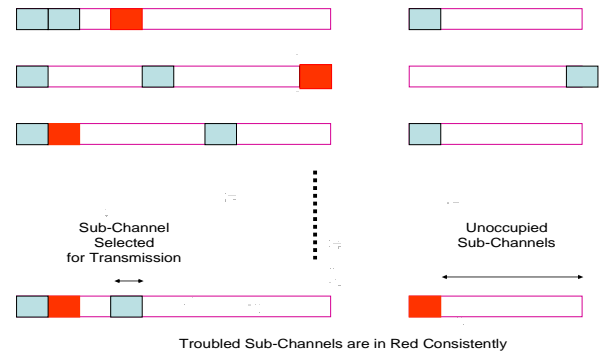 Sub-Channel
Selected
for Transmission
Unoccupied
Sub-Channels
Troubled Sub-Channels are in Red Consistently